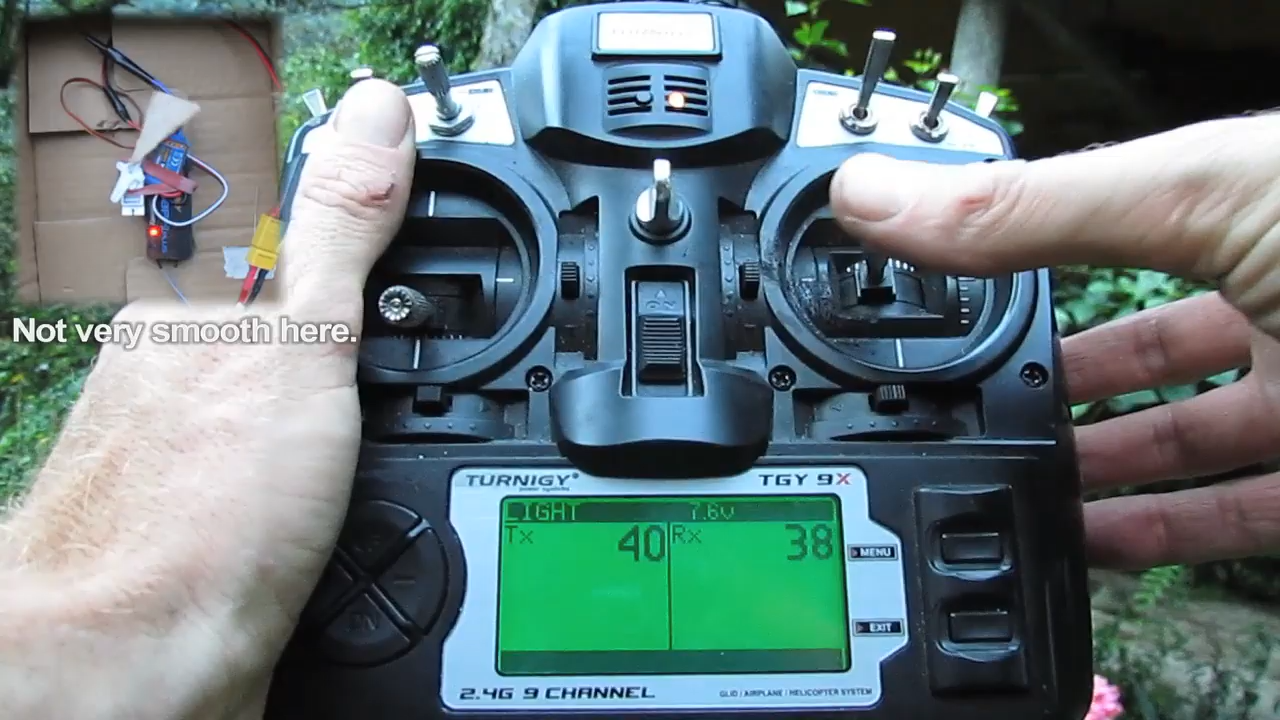 Not very smooth here.
TURNIGY
TGY 9X
LIGHT 7.6v
Tx 40 Rx 38
MENU
EXIT
2.4G 9 CHANNEL
GLID / AIRPLANE / HELICOPTER SYSTEM